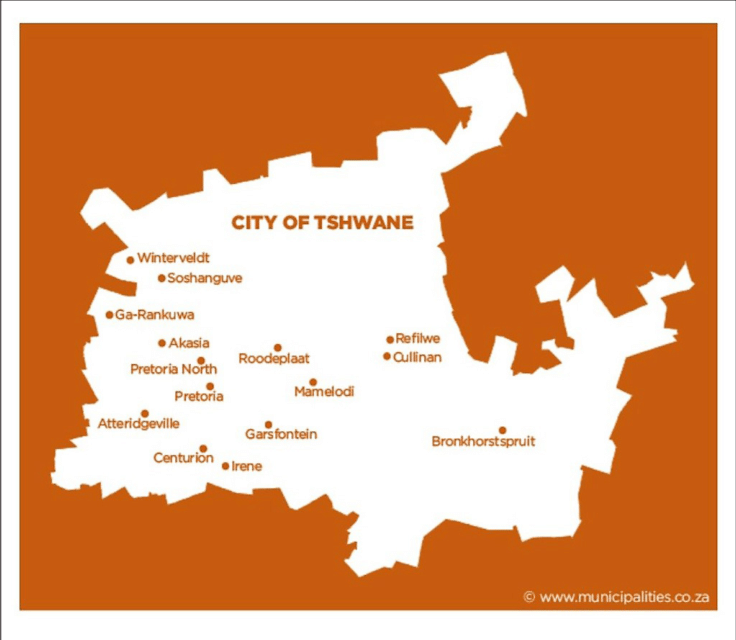 CITY OF TSHWANE
Winterveldt
Soshanguve
Ga-Rankuwa
Refilwe
Akasia
Roodeplaat
Cullinan
Pretoria North
Mamelodi
Pretoria
Atteridgeville
Garsfontein
Bronkhorstspruit
Centurion
Irene
© www.municipalities.co.za